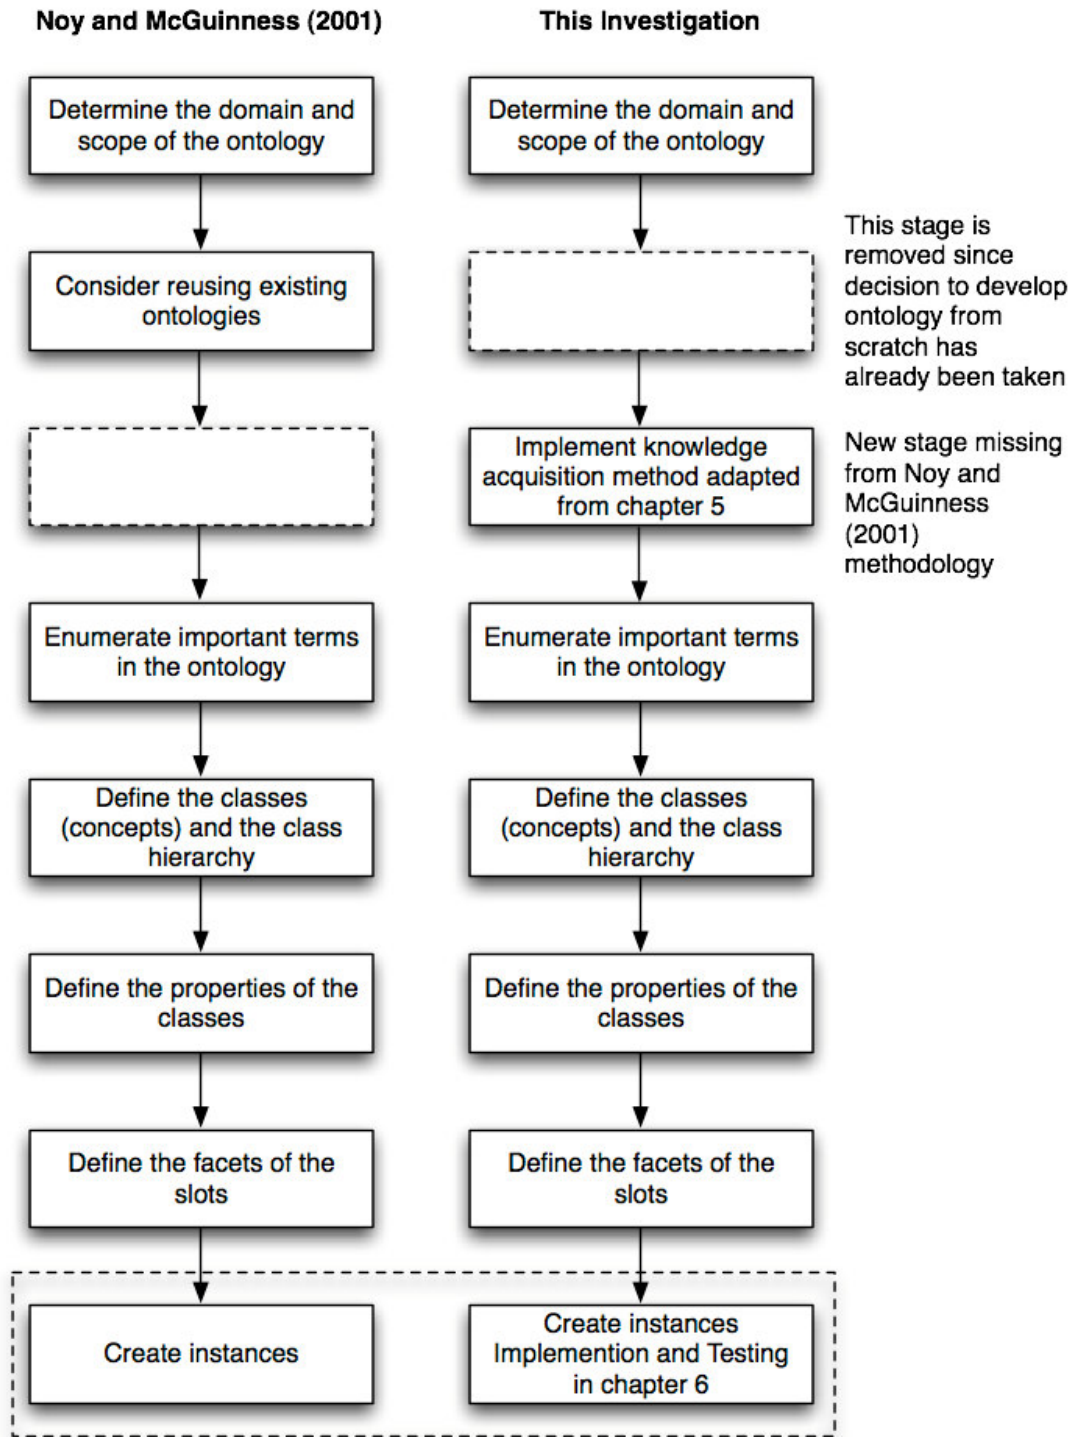 Noy and McGuinness (2001)
This Investigation
Determine the domain and
scope of the ontology
Determine the domain and
scope of the ontology
This stage is
removed since
decision to develop
ontology from
scratch has
already been taken
Consider reusing existing
ontologies
Implement knowledge
acquisition method adapted
from chapter 5
New stage missing
from Noy and
McGuinness
(2001)
methodology
Enumerate important terms
in the ontology
Enumerate important terms
in the ontology
Define the classes
(concepts) and the class
hierarchy
Define the classes
(concepts) and the class
hierarchy
Define the properties of the
classes
Define the properties of the
classes
Define the facets of the
slots
Define the facets of the
slots
Create instances
Create instances
Implemention and Testing
in chapter 6